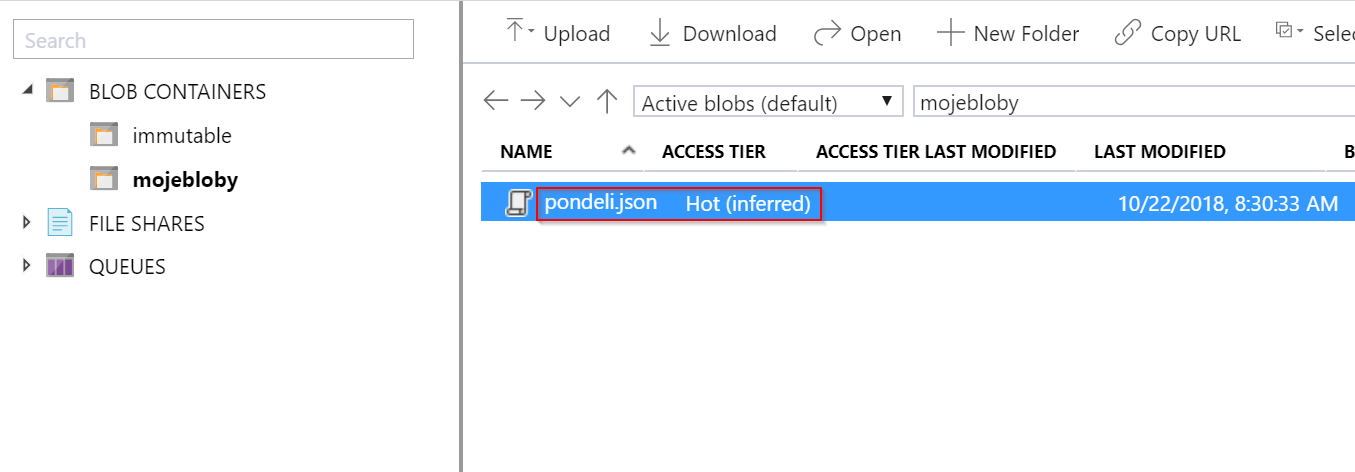 Search
BLOB CONTAINERS
immutable
mojebloby
FILE SHARES
QUEUES
Upload Download Open New Folder Copy URL Selec
Active blobs (default) mojebloby
NAME ACCESS TIER ACCESS TIER LAST MODIFIED LAST MODIFIED B
pondeli.json Hot (inferred) 10/22/2018, 8:30:33 AM